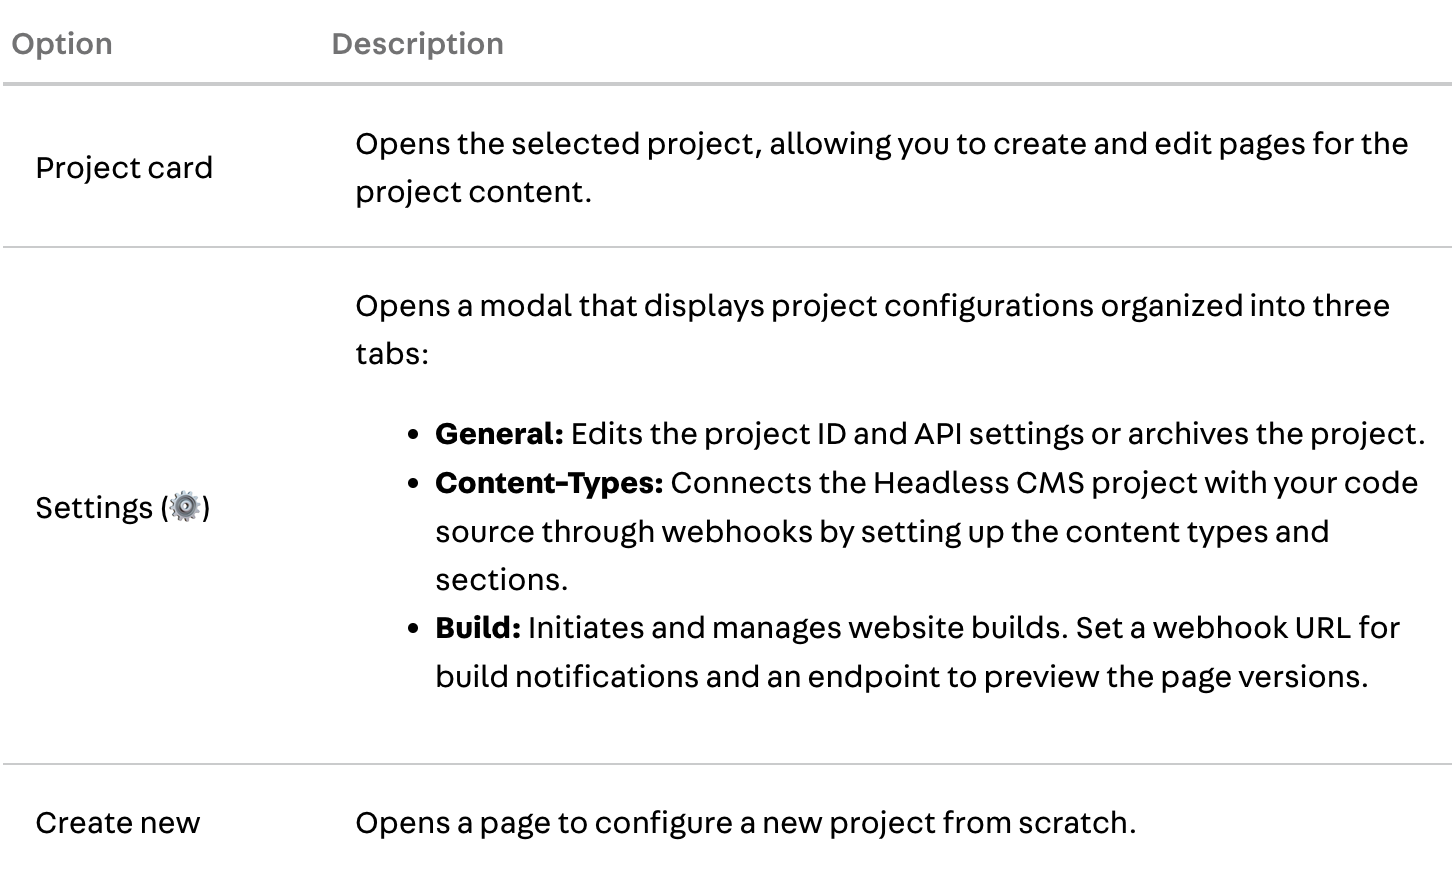 Option Description
Project card
Opens the selected project, allowing you to create and edit pages for the
project content.
Settings (⚙️)
Opens a modal that displays project configurations organized into three
tabs:
• General: Edits the project ID and API settings or archives the project.
• Content-Types: Connects the Headless CMS project with your code
source through webhooks by setting up the content types and
sections.
• Build: Initiates and manages website builds. Set a webhook URL for
build notifications and an endpoint to preview the page versions.
Create new Opens a page to configure a new project from scratch.